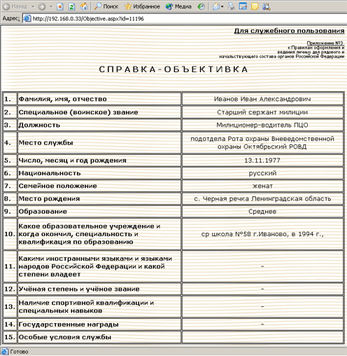 Назад
Поиск
Избранное
Медиа
Адрес: http://192.168.0.33/Objective.aspx?id=11196
Для служебного пользования
Приложение №3
к Правилам оформления и
ведения личных дел рядового и
начальствующего состава органов Российской Федерации
СПРАВКА-ОБЪЕКТИВКА
1. Фамилия, имя, отчество Иванов Иван Александрович
2. Специальное (воинское) звание Старший сержант милиции
3. Должность Милиционер-водитель ПЦО
4. Место службы подотдела Рота охраны Вневедомственной
охраны Октябрьский РОВД
5. Число, месяц и год рождения 13.11.1977
6. Национальность русский
7. Семейное положение женат
8. Место рождения с. Черная речка Ленинградская область
9. Образование Среднее
10. Какое образовательное учреждение и
когда окончил, специальность и
квалификация по образованию ср школа №58 г.Иваново, в 1994 г.,
11. Какими иностранными языками и языками
народов Российской Федерации и какой
степени владеет -
12. Учёная степень и учёное звание -
13. Наличие спортивной квалификации и
специальных навыков -
14. Государственные награды -
15. Особые условия службы
Готово